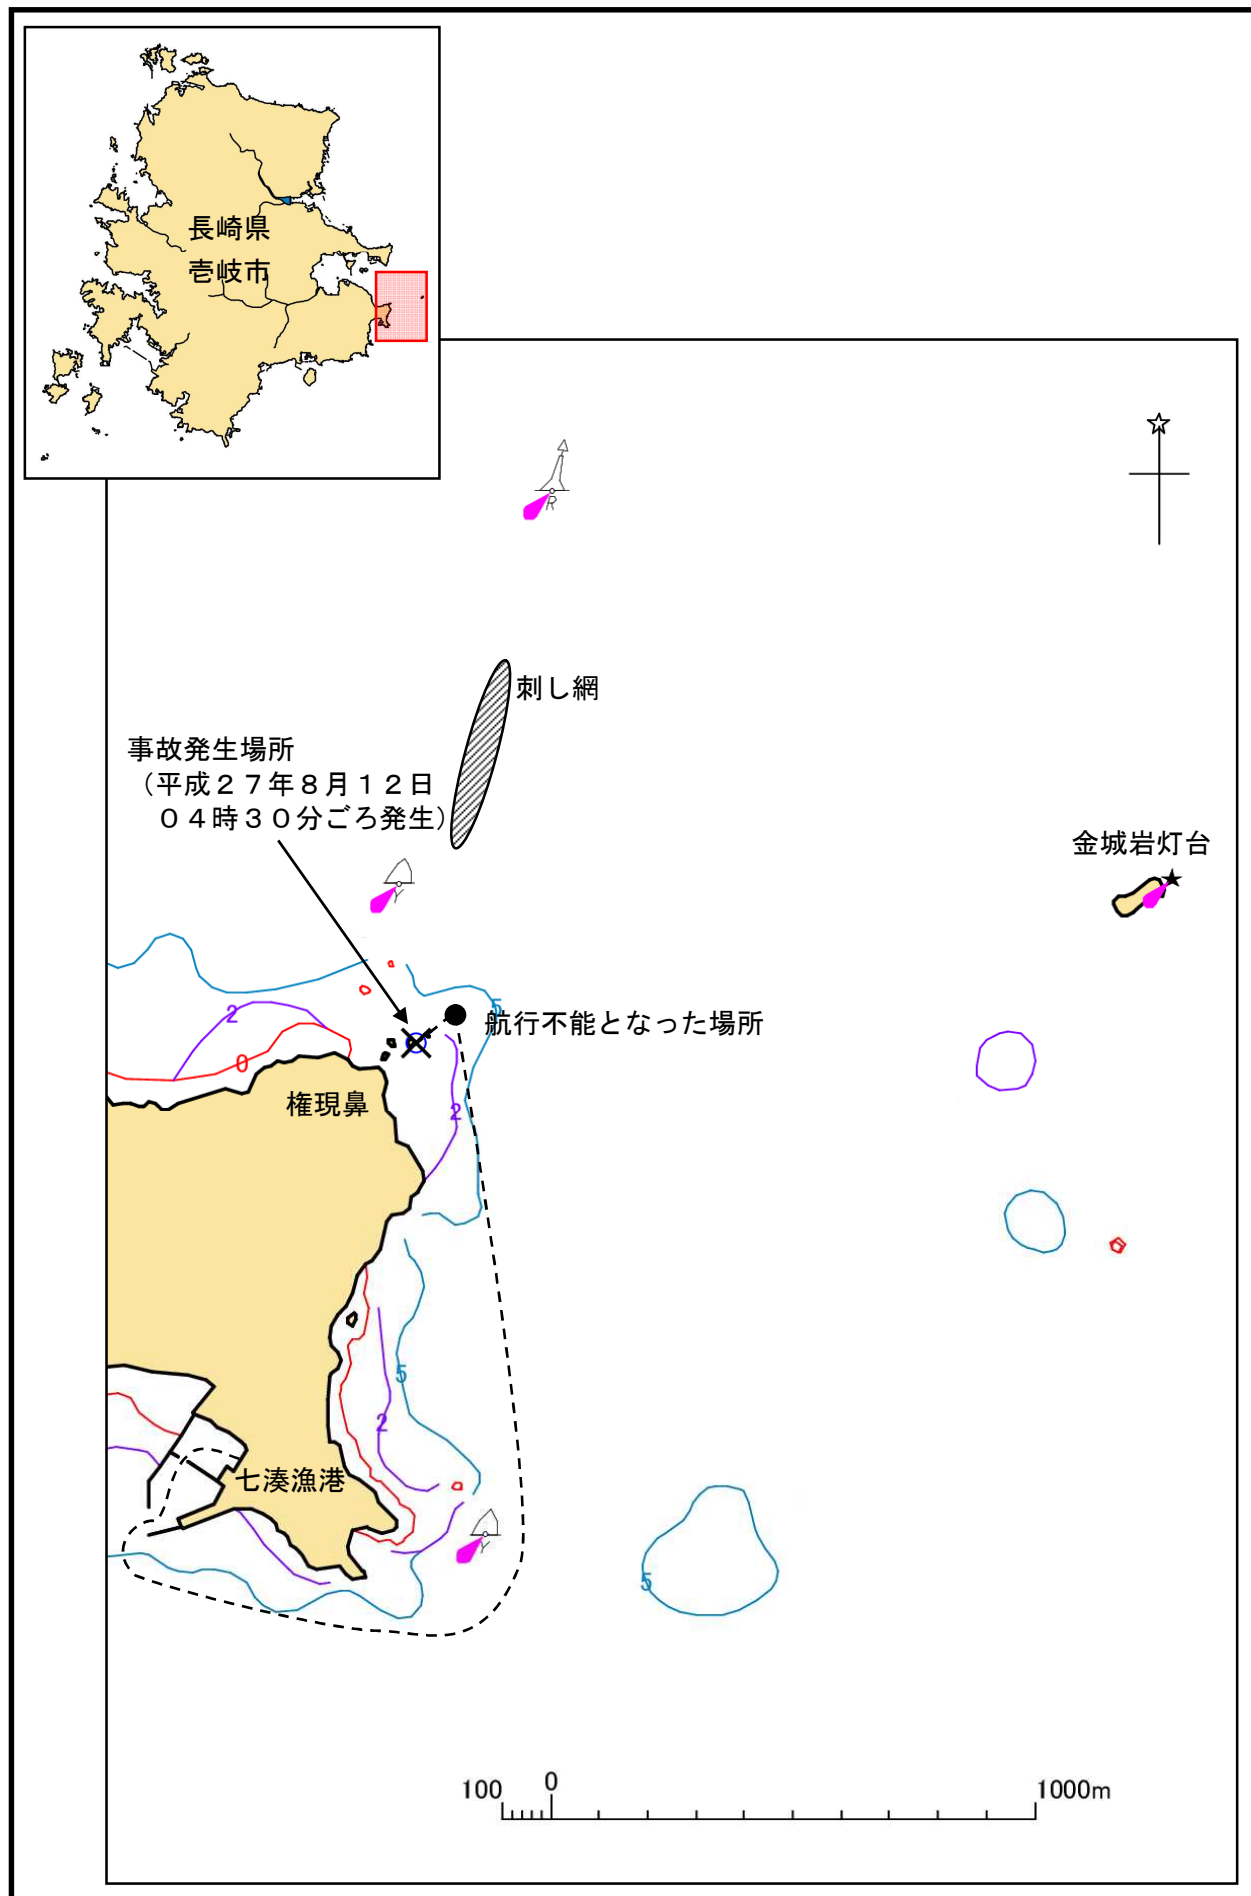 長崎県
壱岐市
R
刺し網
事故発生場所
（平成２７年８月１２日
０４時３０分ごろ発生）
金城岩灯台
Y
5
2
航行不能となった場所
0
権現鼻
2
5
2
七湊漁港
Y
5
100 0 1000m